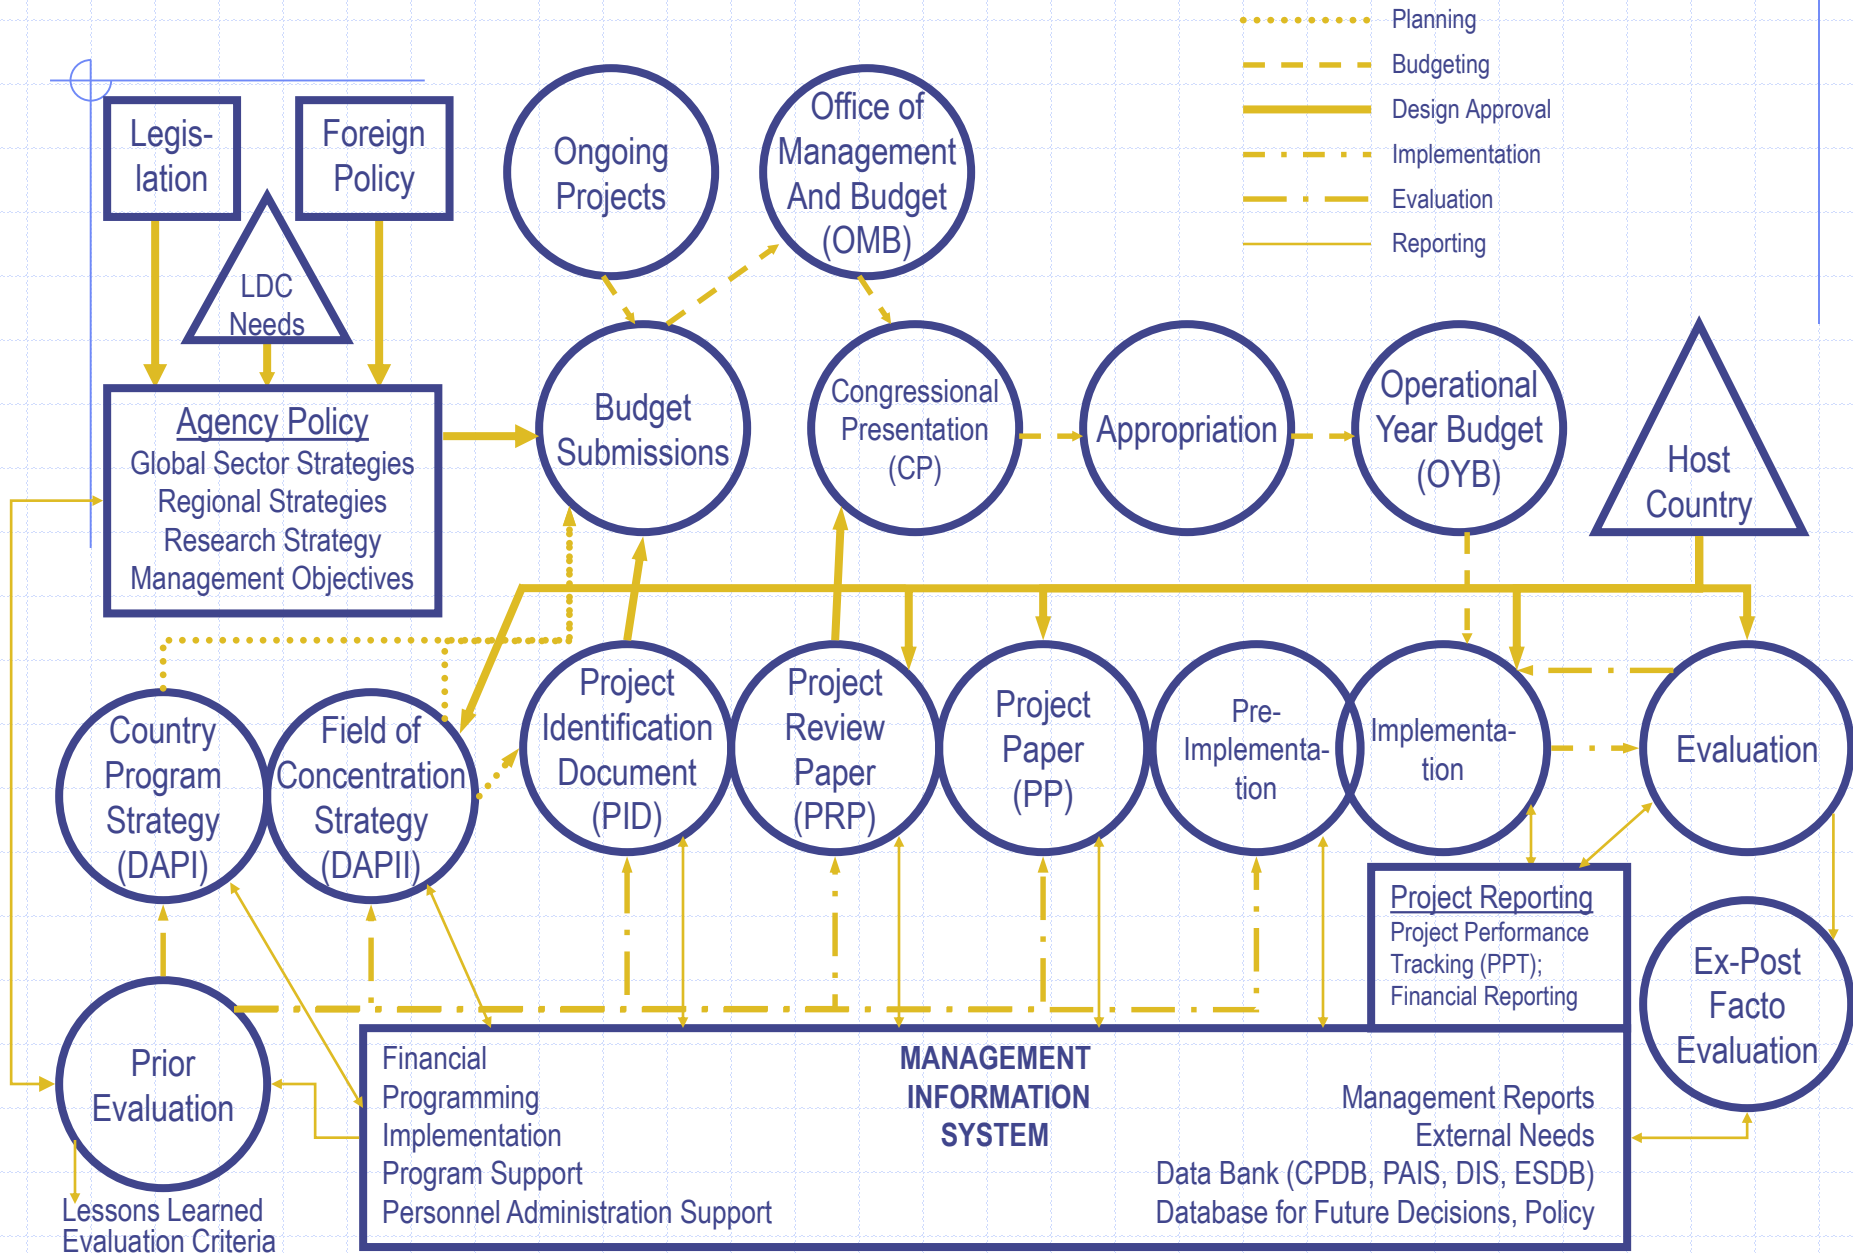 Planning
Budgeting
Design Approval
Implementation
Evaluation
Reporting
Legis-
lation
Foreign
Policy
LDC
Needs
Ongoing
Projects
Office of
Management
And Budget
(OMB)
Agency Policy
Global Sector Strategies
Regional Strategies
Research Strategy
Management Objectives
Budget
Submissions
Congressional
Presentation
(CP)
Appropriation
Operational
Year Budget
(OYB)
Host
Country
Country
Program
Strategy
(DAPI)
Field of
Concentration
Strategy
(DAPII)
Project
Identification
Document
(PID)
Project
Review
Paper
(PRP)
Project
Paper
(PP)
Pre-
Implementa-
tion
Implementa-
tion
Evaluation
Project Reporting
Project Performance
Tracking (PPT);
Financial Reporting
Ex-Post
Facto
Evaluation
Prior
Evaluation
Lessons Learned
Evaluation Criteria
Financial
Programming
Implementation
Program Support
Personnel Administration Support
MANAGEMENT
INFORMATION
SYSTEM
Management Reports
External Needs
Data Bank (CPDB, PAIS, DIS, ESDB)
Database for Future Decisions, Policy